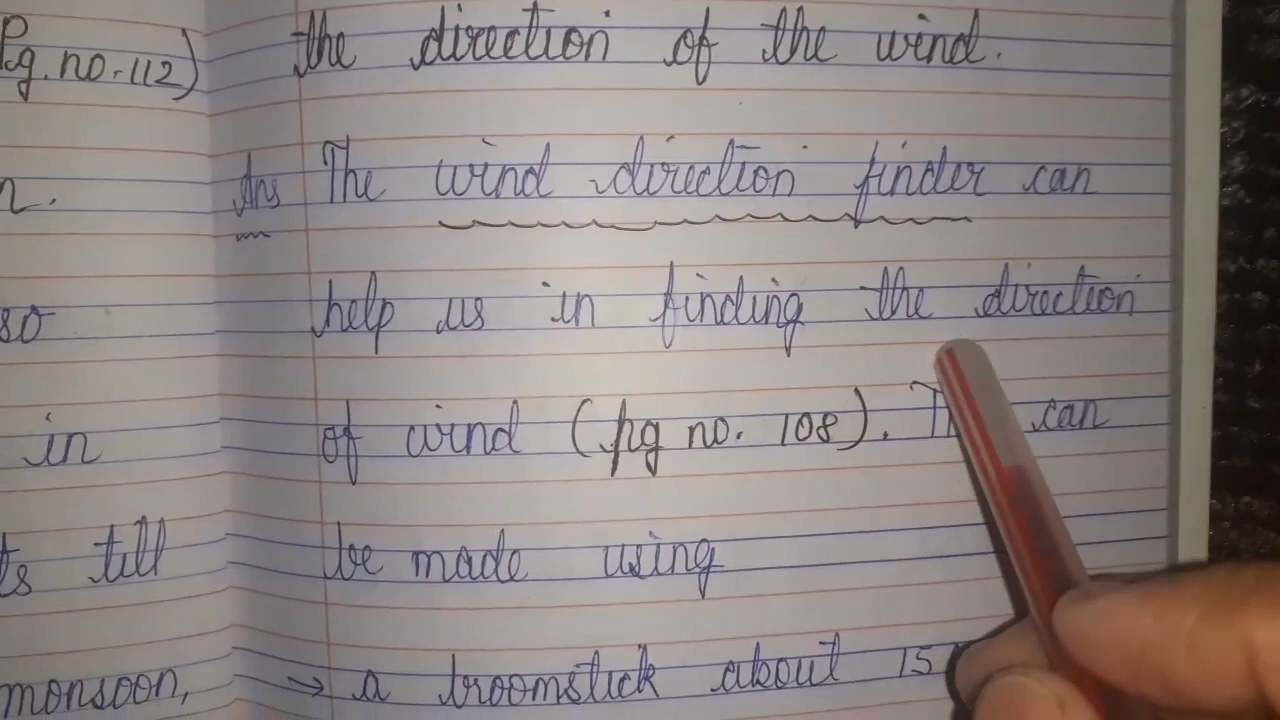 Pg. no. 112)
the direction of the wind.
Ans The wind direction finder can
help us in finding the direction
so
of wind (pg no. 108). can
in
be made using
till
monsoon,
→ a broomstick about 15